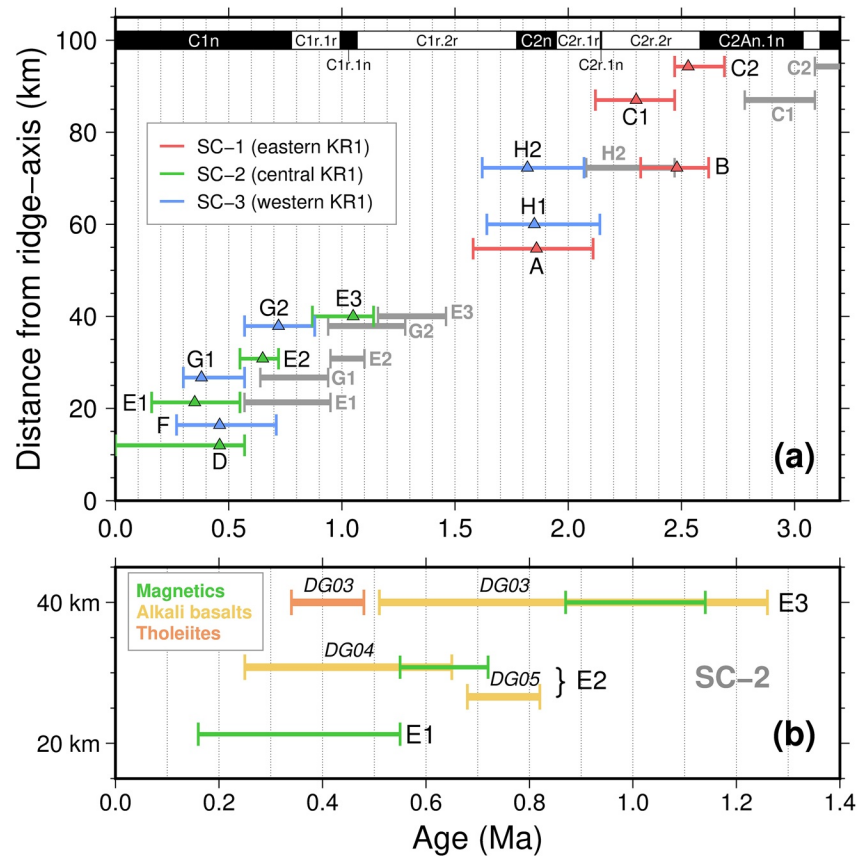 100
C1n
C1r.1r
C1r.2r
C2n
C2r.1r
C2r.2r
C2An.1n
C1r.1n
C2r.1n
C2
C2
C1
C1
80
SC−1 (eastern KR1)
SC−2 (central KR1)
SC−3 (western KR1)
H2
H2
B
60
H1
A
40
G2
E3
E3
G2
G1
E2
E2
G1
20
E1
E1
F
D
(a)
0
0.0
0.5
1.0
1.5
2.0
2.5
3.0
Distance from ridge−axis (km)
Magnetics
Alkali basalts
Tholeiites
DG03
DG03
40 km
E3
DG04
DG05
} E2
SC−2
20 km
E1
(b)
0.0
0.2
0.4
0.6
0.8
1.0
1.2
1.4
Age (Ma)